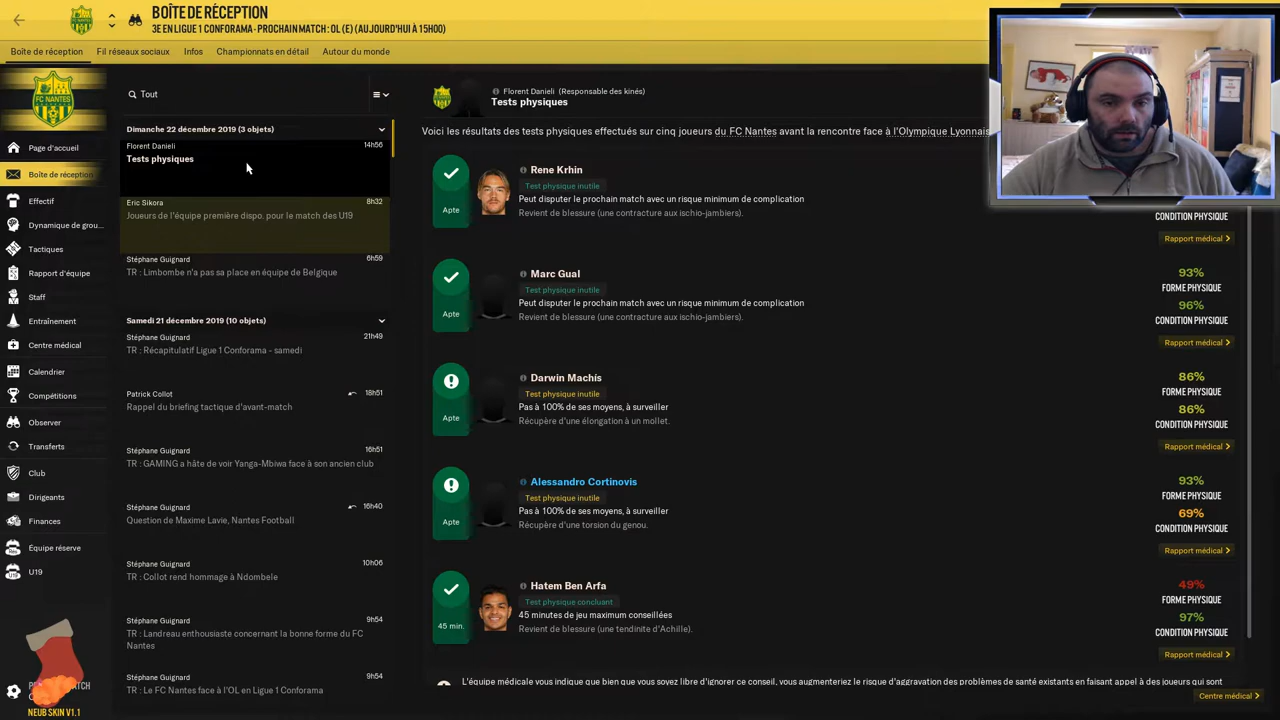 BOÎTE DE RÉCEPTION
3E EN LIGUE 1 CONFORAMA - PROCHAIN MATCH : OL (E) (AUJOURD'HUI À 15H00)
Boîte de réception
Fil réseaux sociaux
Infos
Championnats en détail
Autour du monde
FC NANTES
Page d'accueil
Boîte de réception
Effectif
Dynamique de grou...
Tactiques
Rapport d'équipe
Staff
Entraînement
Centre médical
Calendrier
Compétitions
Observer
Transferts
Club
Dirigeants
Finances
Équipe réserve
U19
NEUB SKIN V1.1
Tout
Dimanche 22 décembre 2019 (3 objets)
Florent Danieli 14h56
Tests physiques
Eric Sikora 8h32
Joueurs de l'équipe première dispo. pour le match des U19
Stéphane Guignard 6h59
TR : Limbombe n'a pas sa place en équipe de Belgique
Samedi 21 décembre 2019 (10 objets)
Stéphane Guignard 21h49
TR : Récapitulatif Ligue 1 Conforama - samedi
Patrick Collot 18h51
Rappel du briefing tactique d'avant-match
Stéphane Guignard 16h51
TR : GAMING a hâte de voir Yanga-Mbiwa face à son ancien club
Stéphane Guignard 16h40
Question de Maxime Lavie, Nantes Football
Stéphane Guignard 10h06
TR : Collot rend hommage à Ndombele
Stéphane Guignard 9h54
TR : Landreau enthousiaste concernant la bonne forme du FC
Nantes
Stéphane Guignard 9h54
TR : Le FC Nantes face à l'OL en Ligue 1 Conforama
Florent Danieli (Responsable des kinés)
Tests physiques
Voici les résultats des tests physiques effectués sur cinq joueurs du FC Nantes avant la rencontre face à l'Olympique Lyonnais
Apte
Rene Krhin
Test physique inutile
Peut disputer le prochain match avec un risque minimum de complication
Revient de blessure (une contracture aux ischio-jambiers).
CONDITION PHYSIQUE
Rapport médical
Apte
Marc Gual
Test physique inutile
Peut disputer le prochain match avec un risque minimum de complication
Revient de blessure (une contracture aux ischio-jambiers).
93%
FORME PHYSIQUE
96%
CONDITION PHYSIQUE
Rapport médical
Apte
Darwin Machís
Test physique inutile
Pas à 100% de ses moyens, à surveiller
Récupère d'une élongation à un mollet.
86%
FORME PHYSIQUE
86%
CONDITION PHYSIQUE
Rapport médical
Apte
Alessandro Cortinovis
Test physique inutile
Pas à 100% de ses moyens, à surveiller
Récupère d'une torsion du genou.
93%
FORME PHYSIQUE
69%
CONDITION PHYSIQUE
Rapport médical
45 min.
Hatem Ben Arfa
Test physique concluant
45 minutes de jeu maximum conseillées
Revient de blessure (une tendinite d'Achille).
49%
FORME PHYSIQUE
97%
CONDITION PHYSIQUE
Rapport médical
L'équipe médicale vous indique que bien que vous soyez libre d'ignorer ce conseil, vous augmenteriez le risque d'aggravation des problèmes de santé existants en faisant appel à des joueurs qui sont
Centre médical